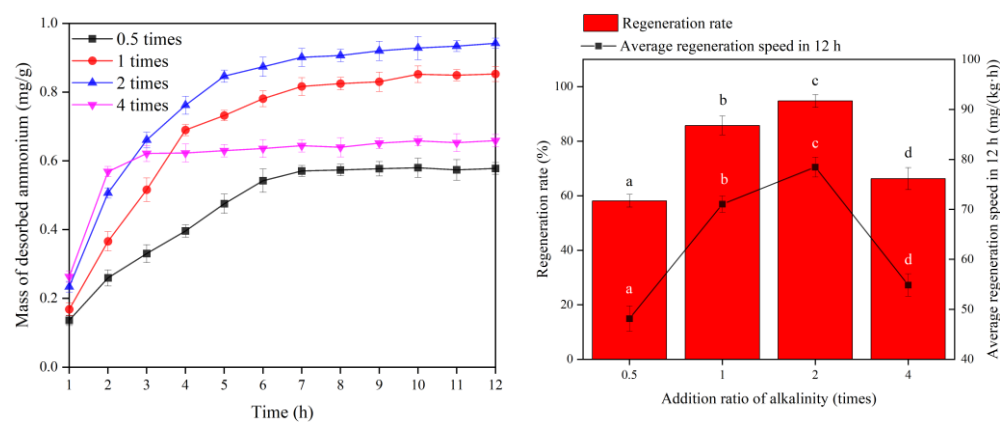 1.0
0.8
0.6
0.4
0.2
0.0
Mass of desorbed ammonium (mg/g)
0.5 times
1 times
2 times
4 times
1 2 3 4 5 6 7 8 9 10 11 12
Time (h)
Regeneration rate
Average regeneration speed in 12 h
100
80
60
40
20
0
Regeneration rate (%)
a b c d
a b c d
0.5 1 2 4
Addition ratio of alkalinity (times)
100
90
80
70
60
50
40
Average regeneration speed in 12 h (mg/(kg·h))